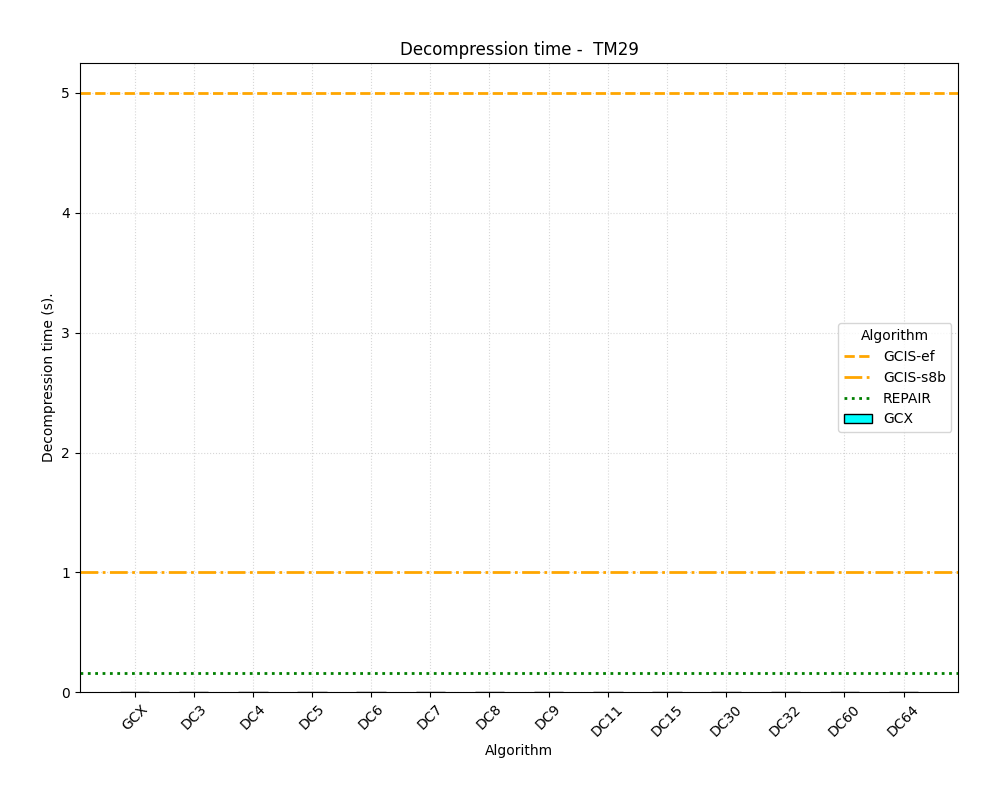 Decompression time -  TM29
5
4
3
2
1
0
Decompression time (s).
Algorithm
GCIS-ef
GCIS-s8b
REPAIR
GCX
GCX
DC3
DC4
DC5
DC6
DC7
DC8
DC9
DC11
DC15
DC30
DC32
DC60
DC64
Algorithm